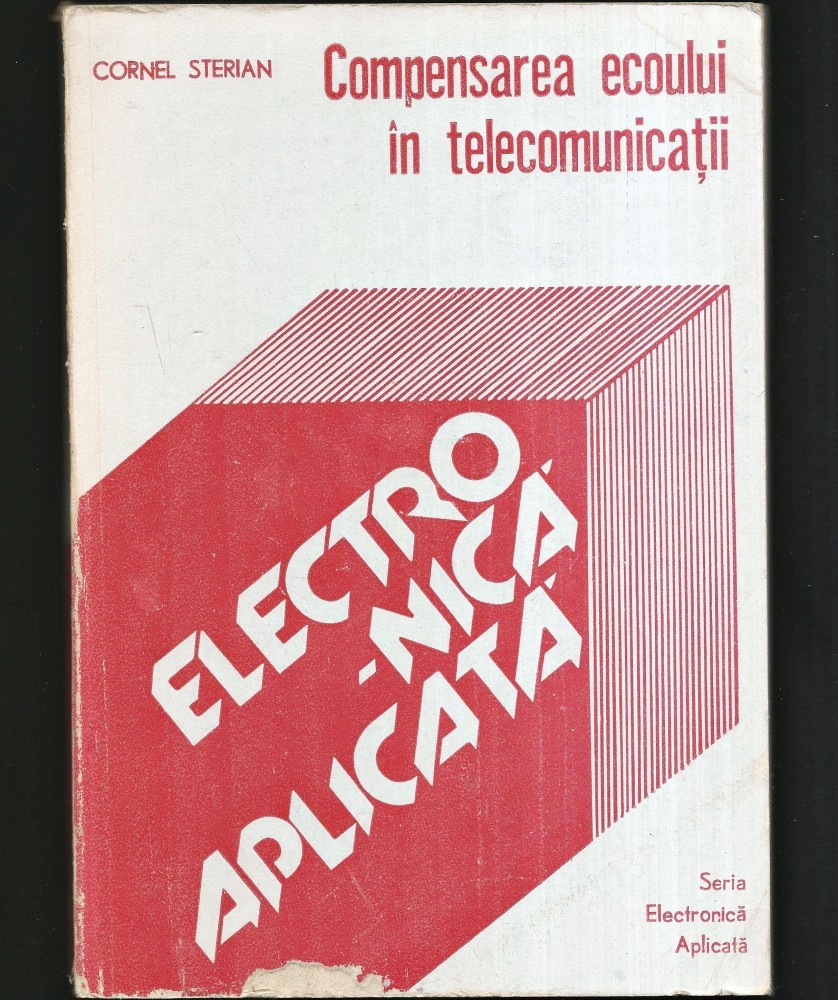 CORNEL STERIAN
Compensarea ecoului
în telecomunicații
ELECTRO
-NICĂ
APLICATĂ
Seria
Electronică
Aplicată